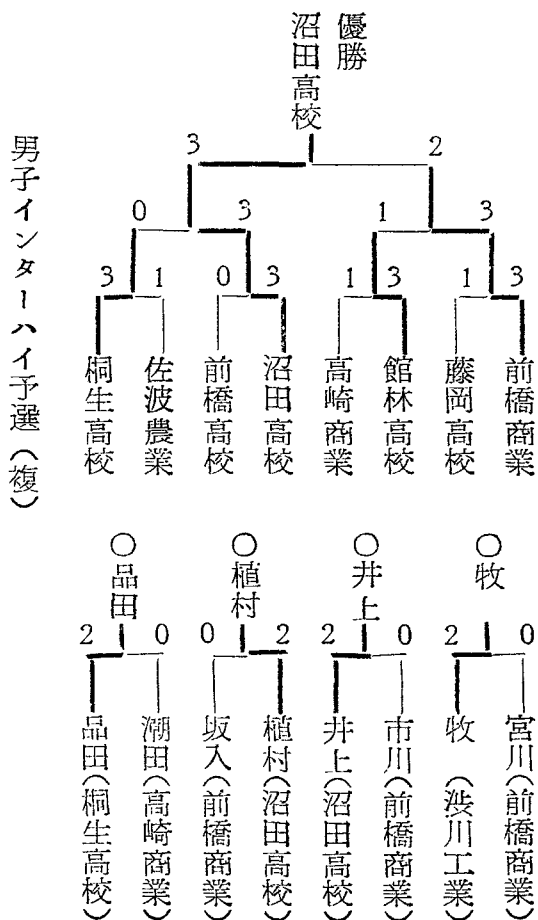 優勝
沼田高校
3
2
0
3
1
3
3
1
0
3
1
3
1
3
前橋商業
藤岡高校
館林高校
高崎商業
沼田高校
前橋高校
佐波農業
桐生高校
男子インターハイ予選(複)
○牧
○井上
○植村
○品田
2
0
0
2
2
0
2
0
宮川(前橋商業)
牧(渋川工業)
市川(前橋商業)
井上(沼田高校)
植村(沼田高校)
坂入(前橋商業)
潮田(高崎商業)
品田(桐生高校)